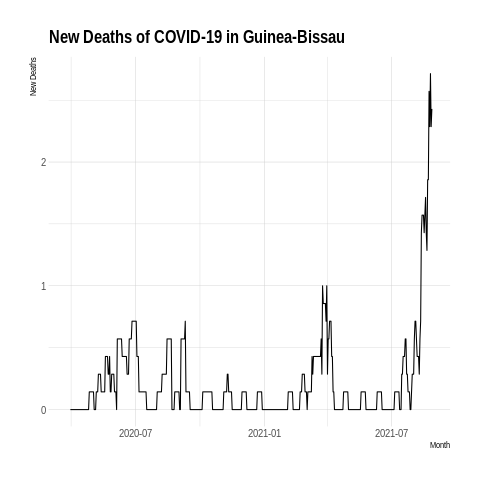 New Deaths of COVID-19 in Guinea-Bissau
New Deaths
2
1
0
2020-07
2021-01
2021-07
Month